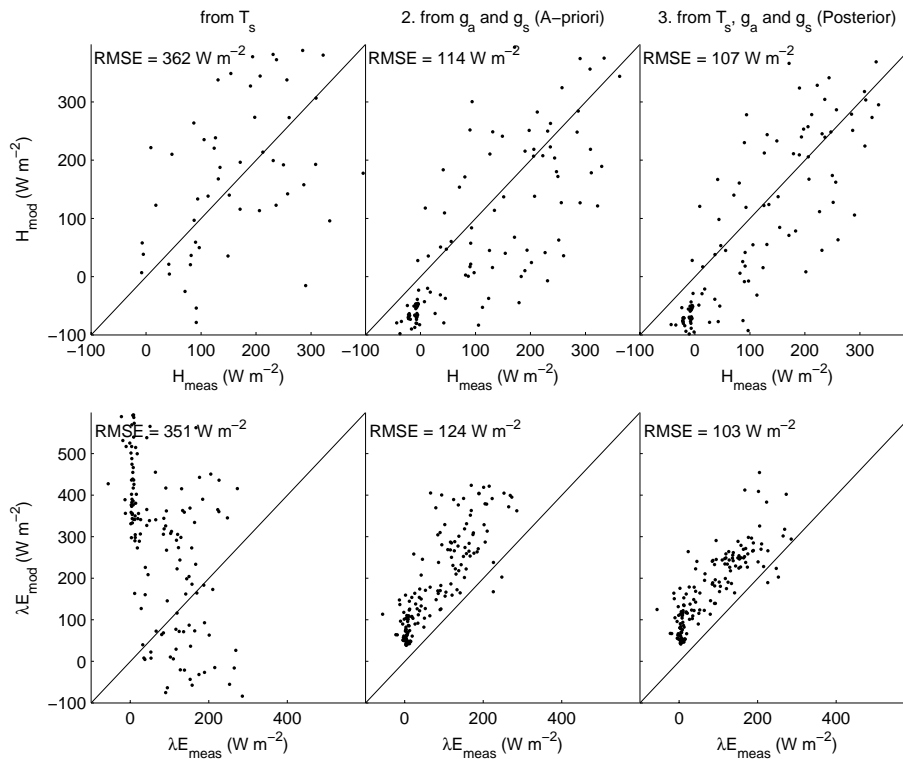 from T_s
2. from g_a and g_s (A−priori)
3. from T_s, g_a and g_s (Posterior)
RMSE = 362 W m^−2
RMSE = 114 W m^−2
RMSE = 107 W m^−2
300
200
100
0
−100
H_mod (W m^−2)
−100 0 100 200 300 −100 0 100 200 300 −100 0 100 200 300
H_meas (W m^−2)
H_meas (W m^−2)
H_meas (W m^−2)
RMSE = 351 W m^−2
RMSE = 124 W m^−2
RMSE = 103 W m^−2
500
400
300
200
100
0
−100
λE_mod (W m^−2)
0 200 400 0 200 400 0 200 400
λE_meas (W m^−2)
λE_meas (W m^−2)
λE_meas (W m^−2)